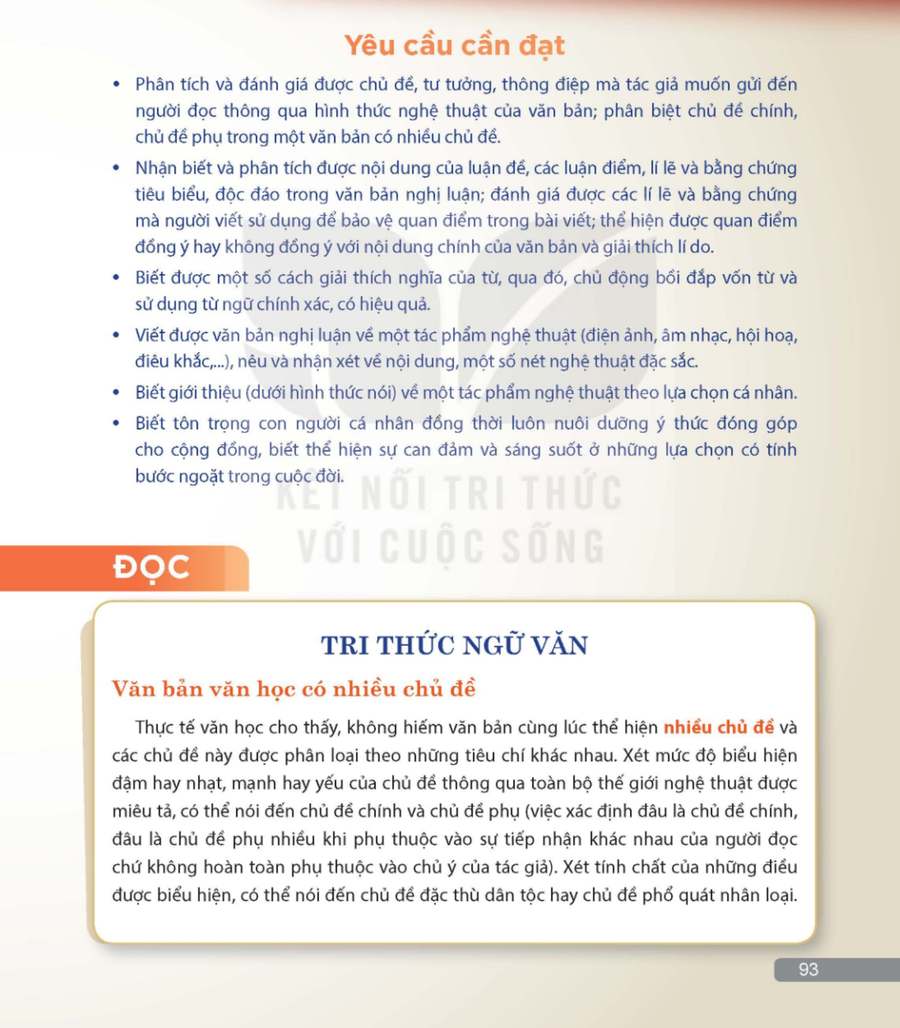 Yêu cầu cần đạt
• Phân tích và đánh giá được chủ đề, tư tưởng, thông điệp mà tác giả muốn gửi đến
người đọc thông qua hình thức nghệ thuật của văn bản; phân biệt chủ đề chính,
chủ đề phụ trong một văn bản có nhiều chủ đề.
• Nhận biết và phân tích được nội dung của luận đề, các luận điểm, lí lẽ và bằng chứng
tiêu biểu, độc đáo trong văn bản nghị luận; đánh giá được các lí lẽ và bằng chứng
mà người viết sử dụng để bảo vệ quan điểm trong bài viết; thể hiện được quan điểm
đồng ý hay không đồng ý với nội dung chính của văn bản và giải thích lí do.
• Biết được một số cách giải thích nghĩa của từ, qua đó, chủ động bồi đắp vốn từ và
sử dụng từ ngữ chính xác, có hiệu quả.
• Viết được văn bản nghị luận về một tác phẩm nghệ thuật (điện ảnh, âm nhạc, hội hoạ,
điêu khắc,...), nêu và nhận xét về nội dung, một số nét nghệ thuật đặc sắc.
• Biết giới thiệu (dưới hình thức nói) về một tác phẩm nghệ thuật theo lựa chọn cá nhân.
• Biết tôn trọng con người cá nhân đồng thời luôn nuôi dưỡng ý thức đóng góp
cho cộng đồng, biết thể hiện sự can đảm và sáng suốt ở những lựa chọn có tính
bước ngoặt trong cuộc đời.
KẾT NỐI TRI THỨC
VỚI CUỘC SỐNG
ĐỌC
TRI THỨC NGỮ VĂN
Văn bản văn học có nhiều chủ đề
Thực tế văn học cho thấy, không hiếm văn bản cùng lúc thể hiện nhiều chủ đề và
các chủ đề này được phân loại theo những tiêu chí khác nhau. Xét mức độ biểu hiện
đậm hay nhạt, mạnh hay yếu của chủ đề thông qua toàn bộ thế giới nghệ thuật được
miêu tả, có thể nói đến chủ đề chính và chủ đề phụ (việc xác định đâu là chủ đề chính,
đâu là chủ đề phụ nhiều khi phụ thuộc vào sự tiếp nhận khác nhau của người đọc
chứ không hoàn toàn phụ thuộc vào chủ ý của tác giả). Xét tính chất của những điều
được biểu hiện, có thể nói đến chủ đề đặc thù dân tộc hay chủ đề phổ quát nhân loại.
93